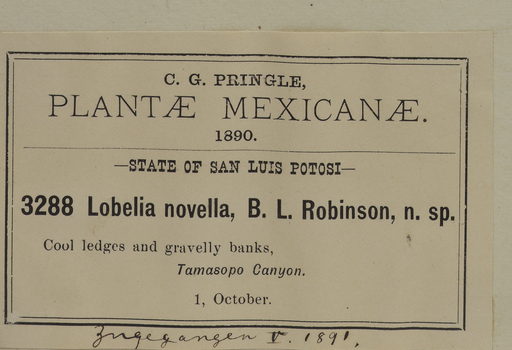 C. G. PRINGLE,
PLANTÆ MEXICANÆ.
1890.
—STATE OF SAN LUIS POTOSI—
3288 Lobelia novella, B. L. Robinson, n. sp.
Cool ledges and gravelly banks,
Tamasopo Canyon.
1, October.
Zugegangen V. 1891.